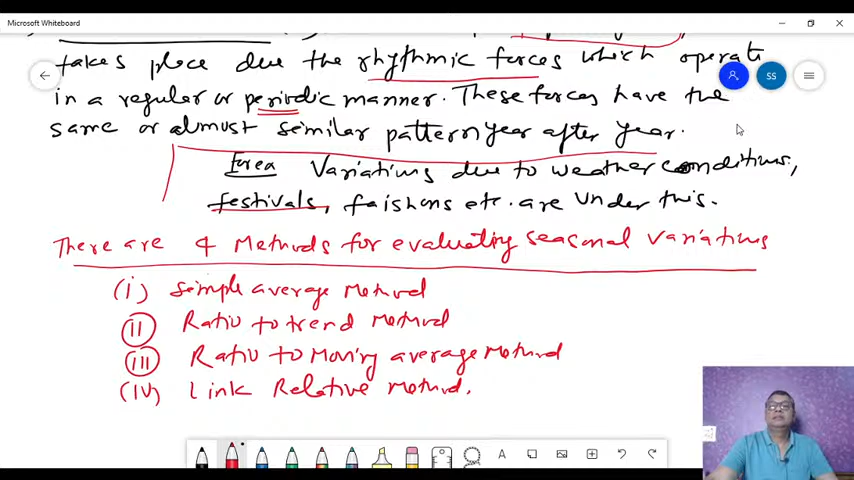 Microsoft Whiteboard
takes place due the rhythmic forces which operate
in a regular or periodic manner. These forces have the
same or almost similar pattern year after year.
Variations due to weather conditions,
festivals, faishons etc. are under this.
There are 4 Methods for evaluating seasonal variations
(i) Simple average Method
(ii) Ratio to trend Method
(iii) Ratio to Moving average Method
(iv) Link Relative Method.
SS